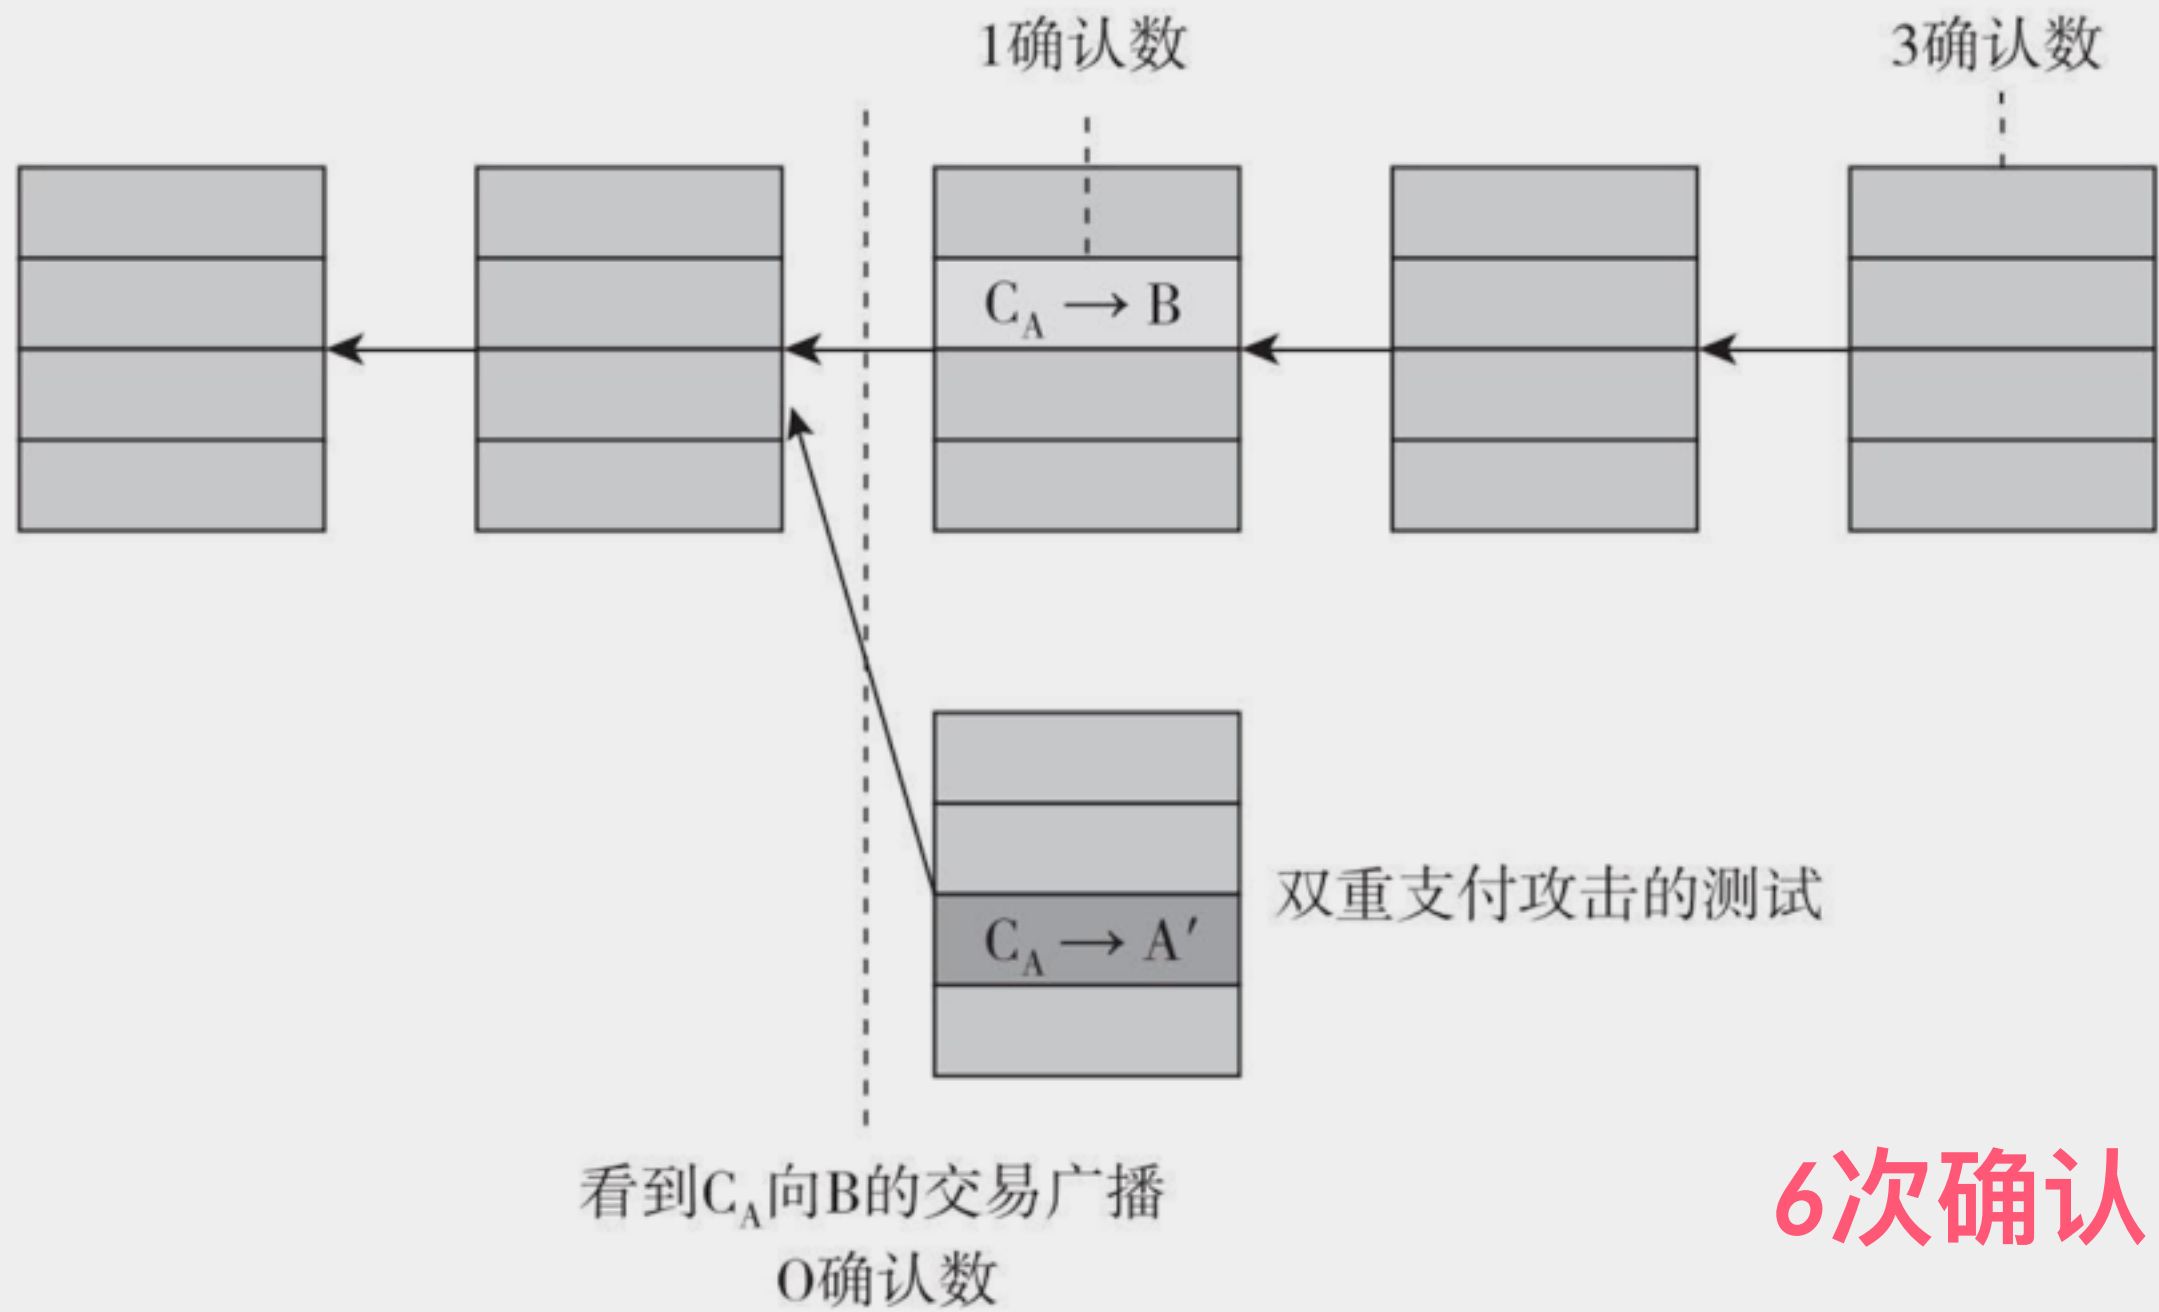 1确认数
3确认数
C_A → B
C_A → A′
双重支付攻击的测试
看到C_A向B的交易广播
0确认数
6次确认